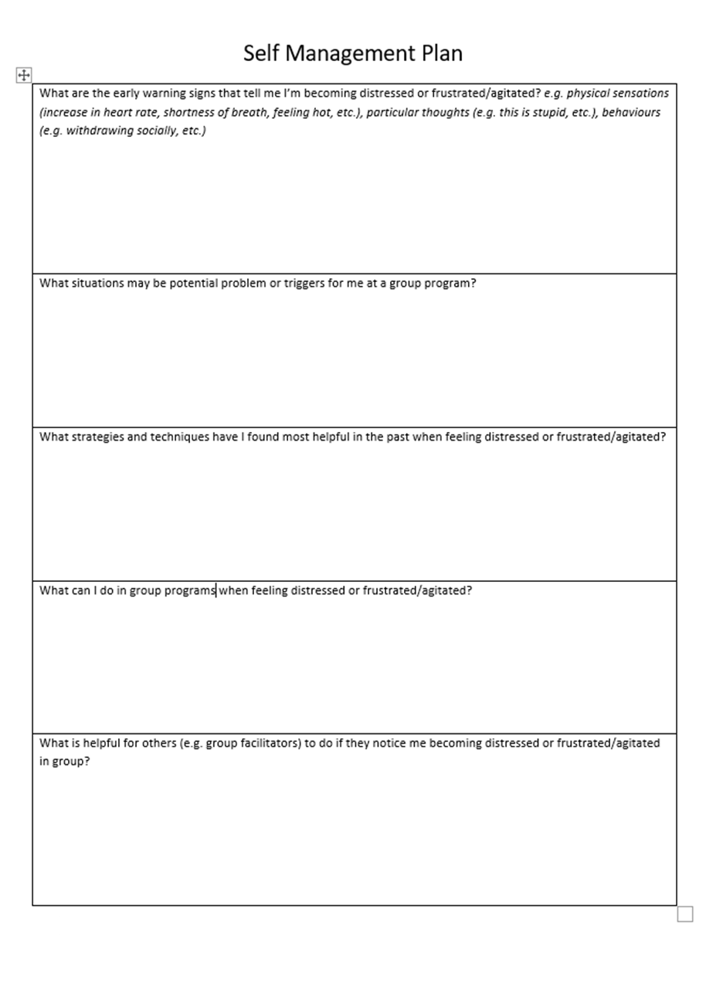 Self Management Plan
What are the early warning signs that tell me I’m becoming distressed or frustrated/agitated? e.g. physical sensations
(increase in heart rate, shortness of breath, feeling hot, etc.), particular thoughts (e.g. this is stupid, etc.), behaviours
(e.g. withdrawing socially, etc.)
What situations may be potential problem or triggers for me at a group program?
What strategies and techniques have I found most helpful in the past when feeling distressed or frustrated/agitated?
What can I do in group programs when feeling distressed or frustrated/agitated?
What is helpful for others (e.g. group facilitators) to do if they notice me becoming distressed or frustrated/agitated
in group?